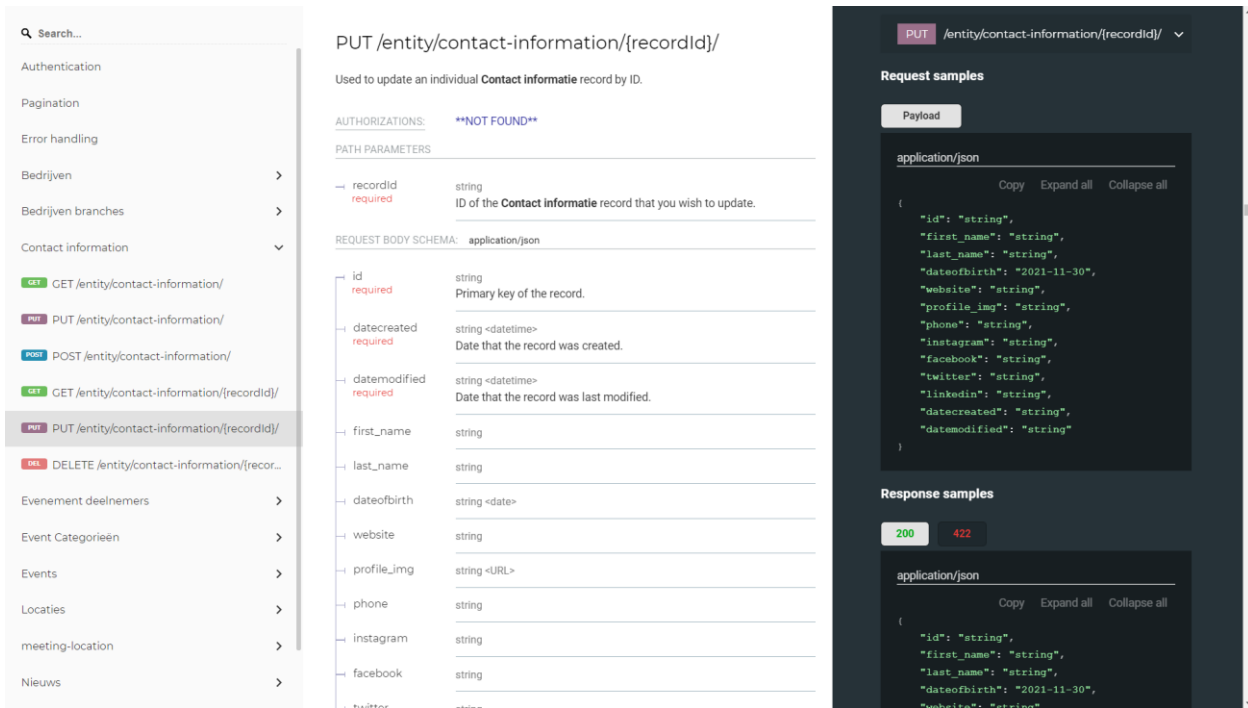 Search...
Authentication
Pagination
Error handling
Bedrijven
Bedrijven branches
Contact information
GET GET /entity/contact-information/
PUT PUT /entity/contact-information/
POST POST /entity/contact-information/
GET GET /entity/contact-information/{recordId}/
PUT PUT /entity/contact-information/{recordId}/
DEL DELETE /entity/contact-information/{recor...
Evenement deelnemers
Event Categorieën
Events
Locaties
meeting-location
Nieuws
PUT /entity/contact-information/{recordId}/
Used to update an individual Contact informatie record by ID.
AUTHORIZATIONS: **NOT FOUND**
PATH PARAMETERS
recordId string
required ID of the Contact informatie record that you wish to update.
REQUEST BODY SCHEMA: application/json
id string
required Primary key of the record.
datecreated string <datetime>
required Date that the record was created.
datemodified string <datetime>
required Date that the record was last modified.
first_name string
last_name string
dateofbirth string <date>
website string
profile_img string <URL>
phone string
instagram string
facebook string
twitter string
PUT /entity/contact-information/{recordId}/
Request samples
Payload
application/json
Copy Expand all Collapse all
{
"id": "string",
"first_name": "string",
"last_name": "string",
"dateofbirth": "2021-11-30",
"website": "string",
"profile_img": "string",
"phone": "string",
"instagram": "string",
"facebook": "string",
"twitter": "string",
"linkedin": "string",
"datecreated": "string",
"datemodified": "string"
}
Response samples
200 422
application/json
Copy Expand all Collapse all
{
"id": "string",
"first_name": "string",
"last_name": "string",
"dateofbirth": "2021-11-30",
"website": "string"